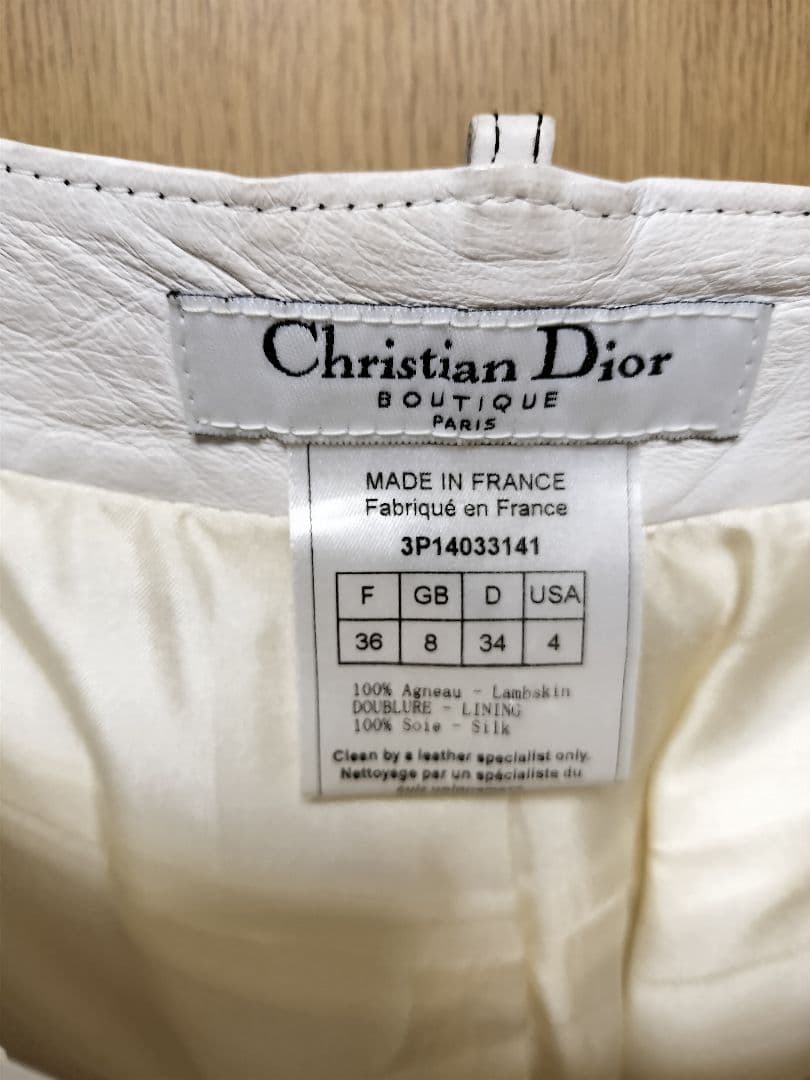 Christian Dior
BOUTIQUE
PARIS
MADE IN FRANCE
Fabriqué en France
3P14033141
F GB D USA
36 8 34 4
100% Agneau - Lambskin
DOUBLURE - LINING
100% Soie - Silk
Clean by a leather specialist only.
Nettoyage par un spécialiste du